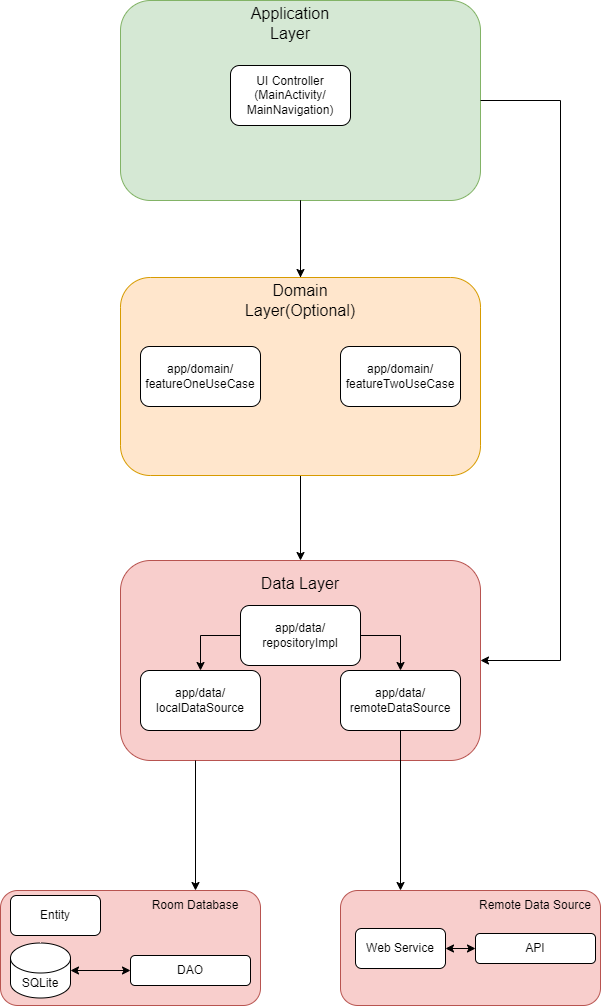 Application
Layer
UI Controller
(MainActivity/
MainNavigation)
Domain
Layer(Optional)
app/domain/
featureOneUseCase
app/domain/
featureTwoUseCase
Data Layer
app/data/
repositoryImpl
app/data/
localDataSource
app/data/
remoteDataSource
Room Database
Entity
SQLite
DAO
Remote Data Source
Web Service
API